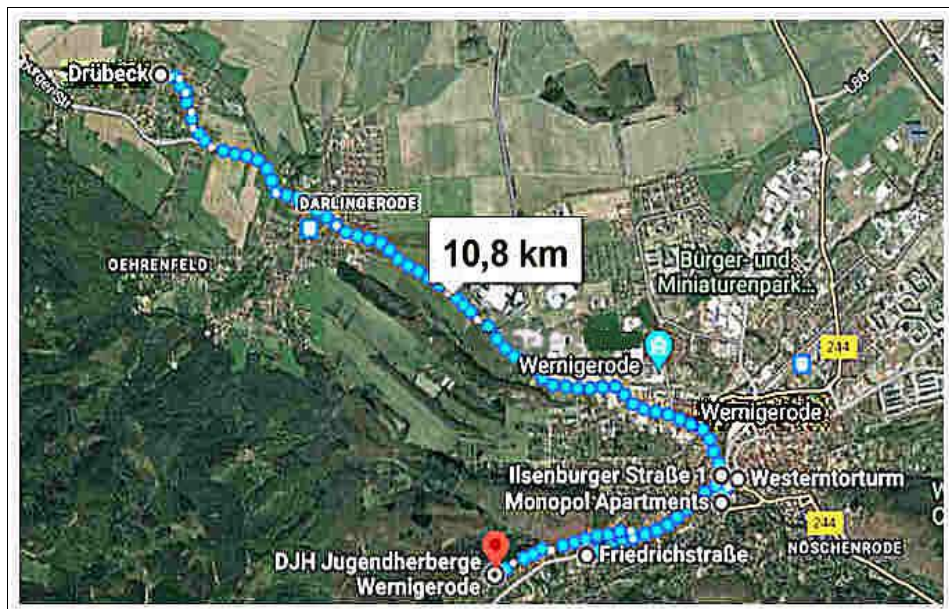 Drübeck
L86
DARLINGERODE
OEHRENFELD
10,8 km
Bürger- und
Miniaturenpark...
244
Wernigerode
Wernigerode
Ilsenburger Straße 1
Westerntorturm
Monopol Apartments
244
NÖSCHENRODE
Friedrichstraße
DJH Jugendherberge
Wernigerode